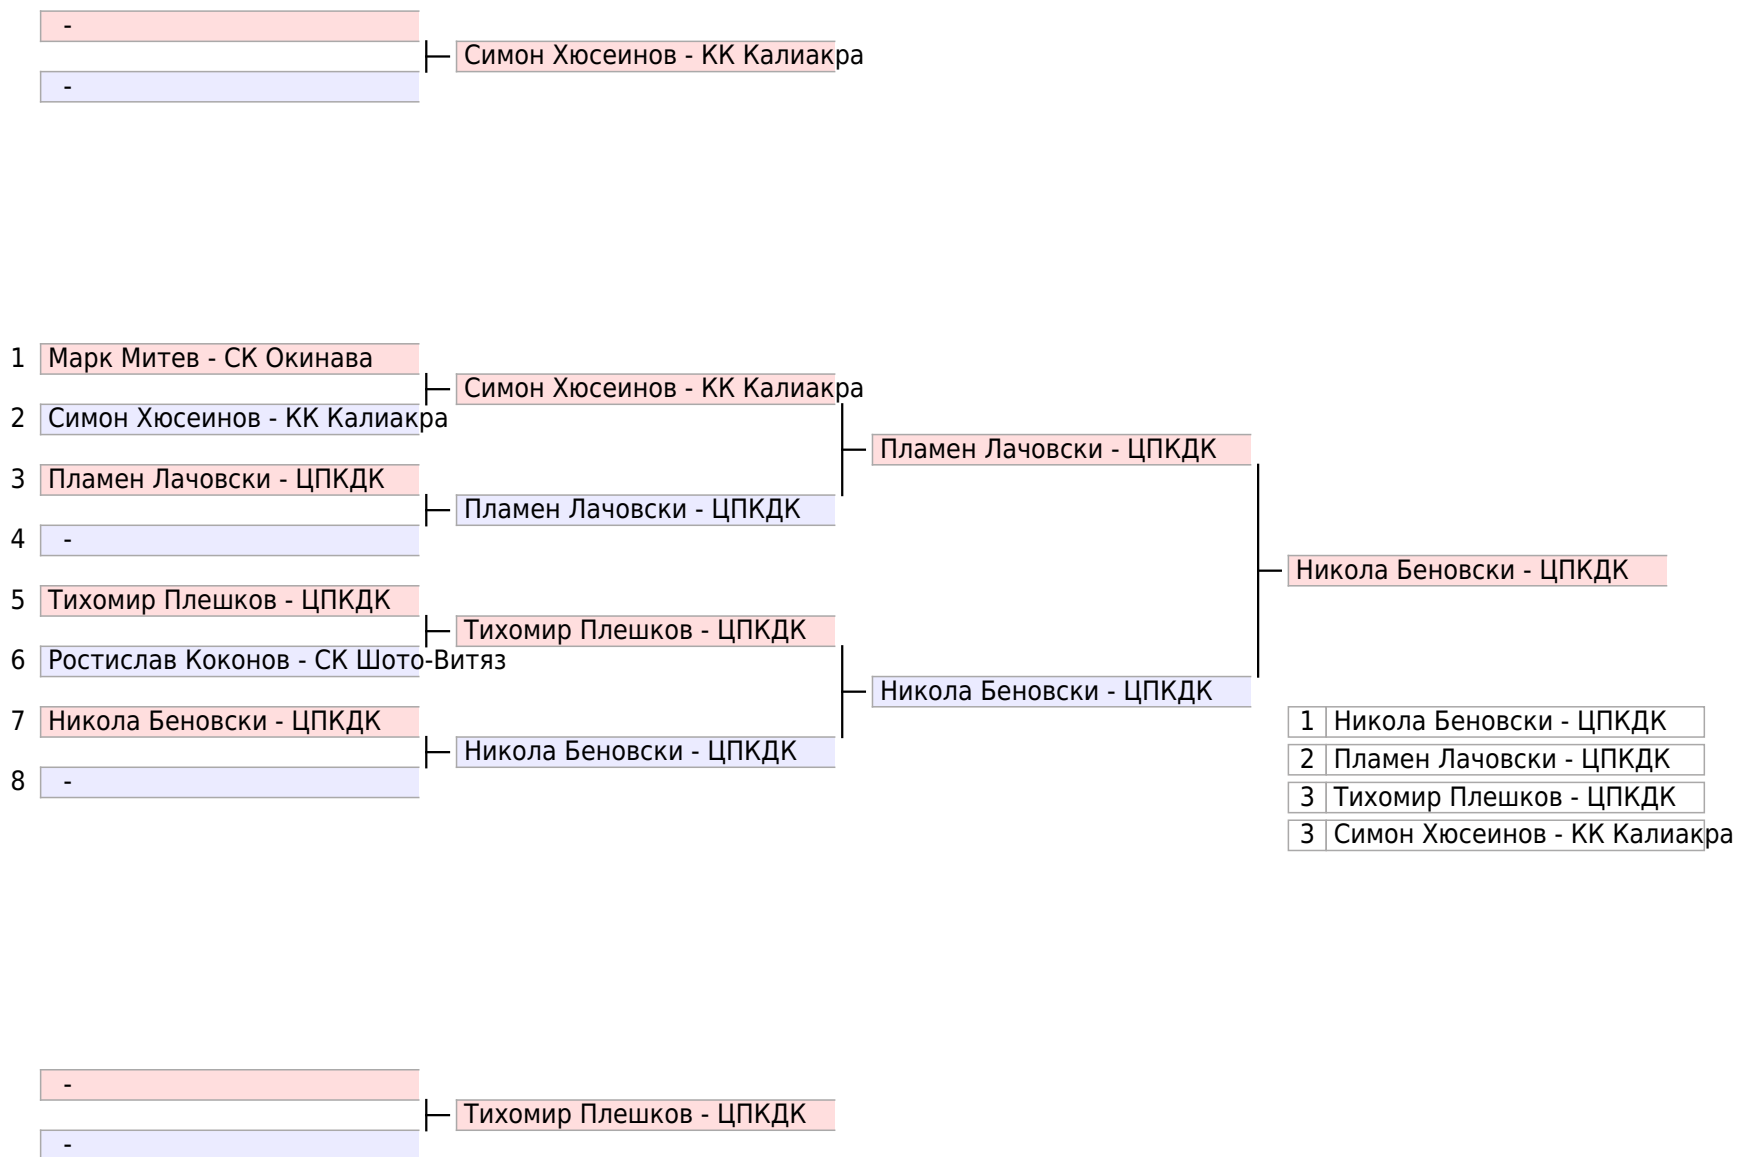 -
Симон Хюсеинов - КК Калиакра
-
1 Марк Митев - СК Окинава
Симон Хюсеинов - КК Калиакра
2 Симон Хюсеинов - КК Калиакра
Пламен Лачовски - ЦПКДК
3 Пламен Лачовски - ЦПКДК
Пламен Лачовски - ЦПКДК
4 -
Никола Беновски - ЦПКДК
5 Тихомир Плешков - ЦПКДК
Тихомир Плешков - ЦПКДК
6 Ростислав Коконов - СК Шото-Витяз
Никола Беновски - ЦПКДК
7 Никола Беновски - ЦПКДК
Никола Беновски - ЦПКДК
8 -
1 Никола Беновски - ЦПКДК
2 Пламен Лачовски - ЦПКДК
3 Тихомир Плешков - ЦПКДК
3 Симон Хюсеинов - КК Калиакра
-
Тихомир Плешков - ЦПКДК
-